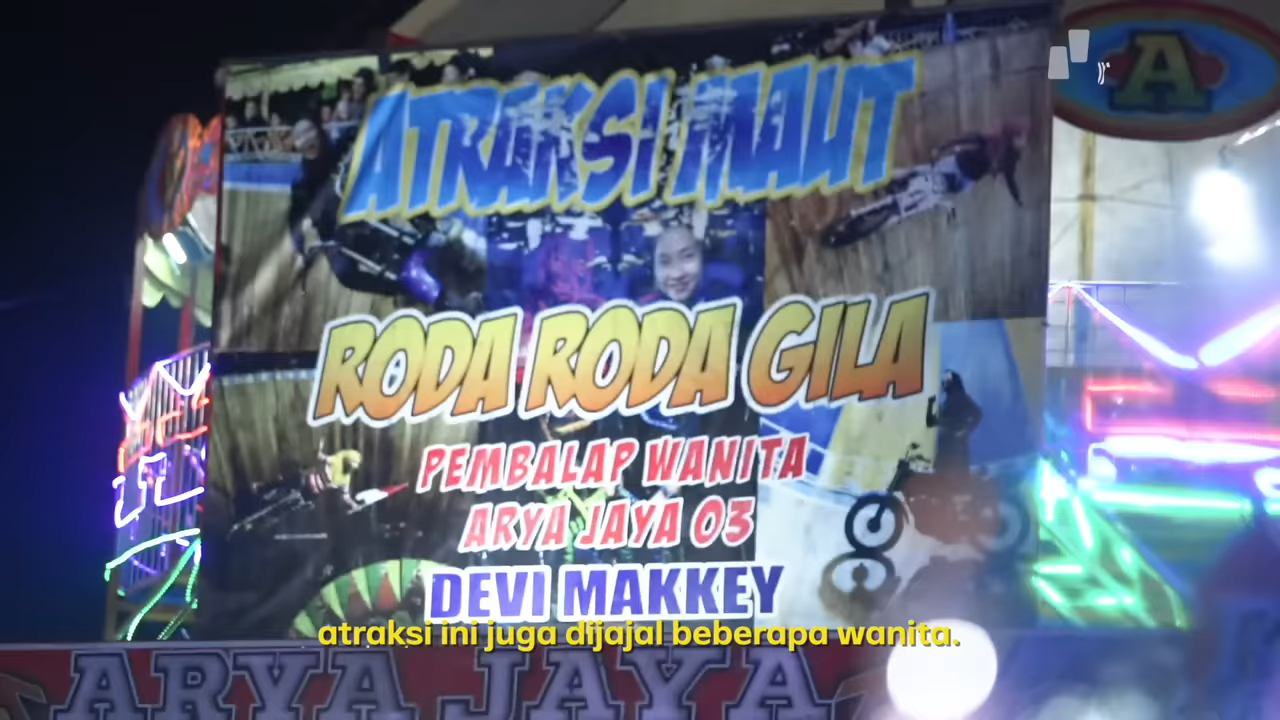 A
ATRAKSI MAUT
RODA RODA GILA
PEMBALAP WANITA
ARYA JAYA 03
DEVI MAKKEY
atraksi ini juga dijajal beberapa wanita.
ARYA JAYA